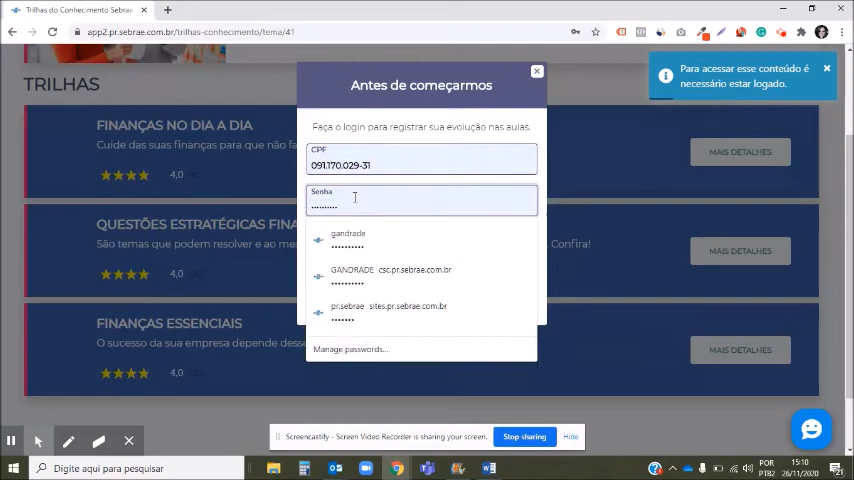 Trilhas do Conhecimento Sebrae
app2.pr.sebrae.com.br/trilhas-conhecimento/tema/41
Para acessar esse conteúdo é
necessário estar logado.
TRILHAS
FINANÇAS NO DIA A DIA
Cuide das suas finanças para que não fa
4,0
MAIS DETALHES
QUESTÕES ESTRATÉGICAS FINA
São temas que podem resolver e ao me
Confira!
4,0
MAIS DETALHES
FINANÇAS ESSENCIAIS
O sucesso da sua empresa depende dess
4,0
MAIS DETALHES
Antes de começarmos
Faça o login para registrar sua evolução nas aulas.
CPF
091.170.029-31
Senha
gandrade
GANDRADE csc.pr.sebrae.com.br
pr.sebrae sites.pr.sebrae.com.br
Manage passwords...
Screencastify - Screen Video Recorder is sharing your screen.
Stop sharing
Hide
Digite aqui para pesquisar
POR
PTB2
15:10
26/11/2020
21